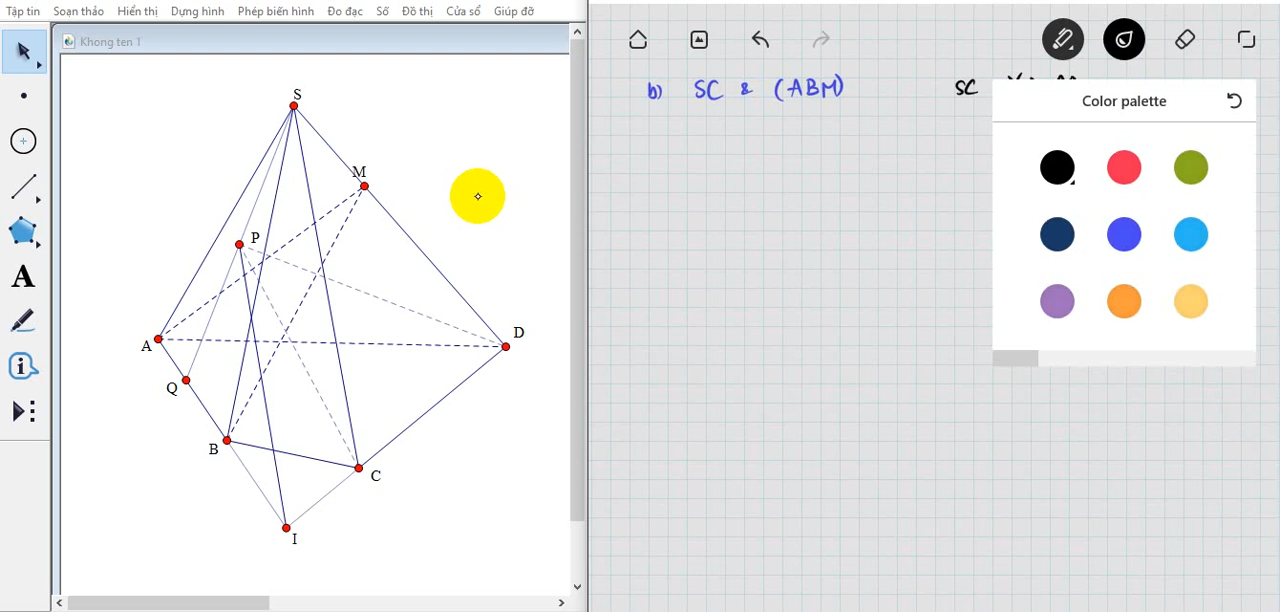 Tập tin Soạn thảo Hiển thị Dựng hình Phép biến hình Đo đạc Số Đồ thị Cửa sổ Giúp đỡ
Khong ten 1
S
M
P
A
D
Q
B
C
I
A
b) SC & (ABM)
SC
Color palette